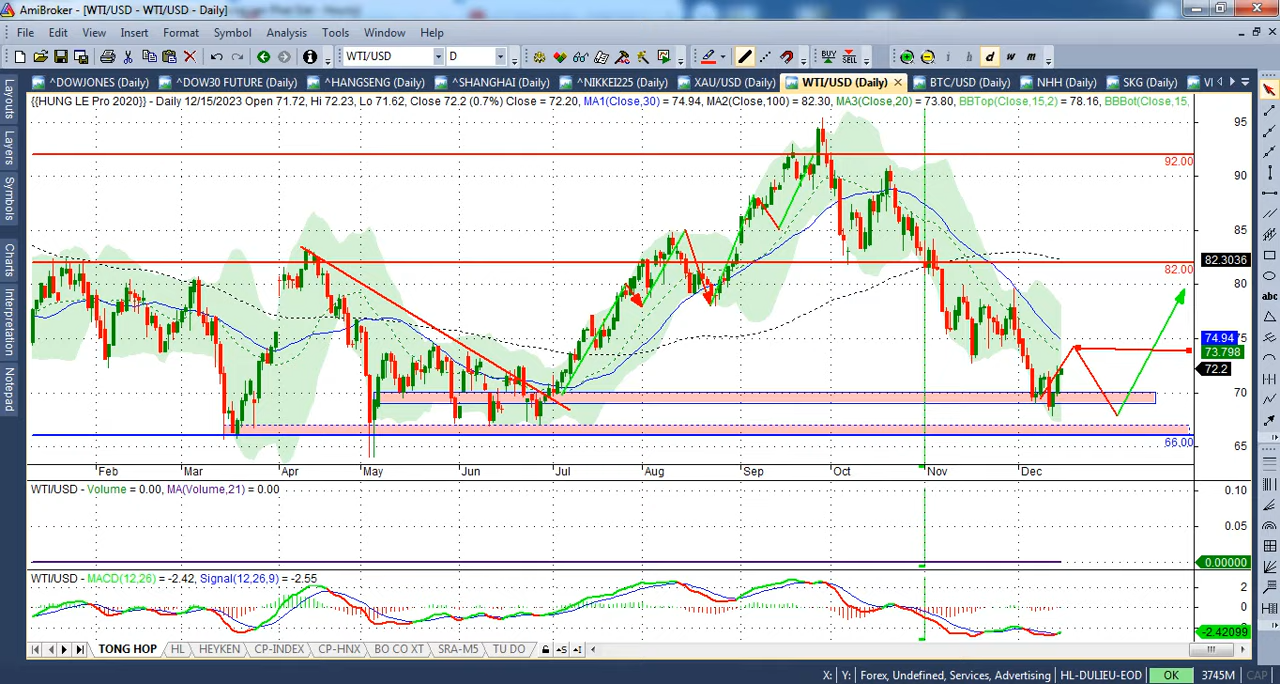 AmiBroker - [WTI/USD - WTI/USD - Daily]
File Edit View Insert Format Symbol Analysis Tools Window Help
WTI/USD D BUY SELL i h d w m
^DOWJONES (Daily) ^DOW30 FUTURE (Daily) ^HANGSENG (Daily) ^SHANGHAI (Daily) ^NIKKEI225 (Daily) XAU/USD (Daily) WTI/USD (Daily) BTC/USD (Daily) NHH (Daily) SKG (Daily) VI
{{HUNG LE Pro 2020}} - Daily 12/15/2023 Open 71.72, Hi 72.23, Lo 71.62, Close 72.2 (0.7%) Close = 72.20, MA1(Close,30) = 74.94, MA2(Close,100) = 82.30, MA3(Close,20) = 73.80, BBTop(Close,15,2) = 78.16, BBBot(Close,15,
Layouts
Layers
Symbols
Charts
Interpretation
Notepad
95
92.00
90
85
82.3036
82.00
80
74.94
73.798
72.2
70
65
66.00
Feb Mar Apr May Jun Jul Aug Sep Oct Nov Dec
WTI/USD - Volume = 0.00, MA(Volume,21) = 0.00
0.10
0.05
0.00000
WTI/USD - MACD(12,26) = -2.42, Signal(12,26,9) = -2.55
2
0
-2.42099
abc
TONG HOP HL HEYKEN CP-INDEX CP-HNX BO CO XT SRA-M5 TU DO
X: Y: Forex, Undefined, Services, Advertising HL-DULIEU-EOD OK 3745M CAP